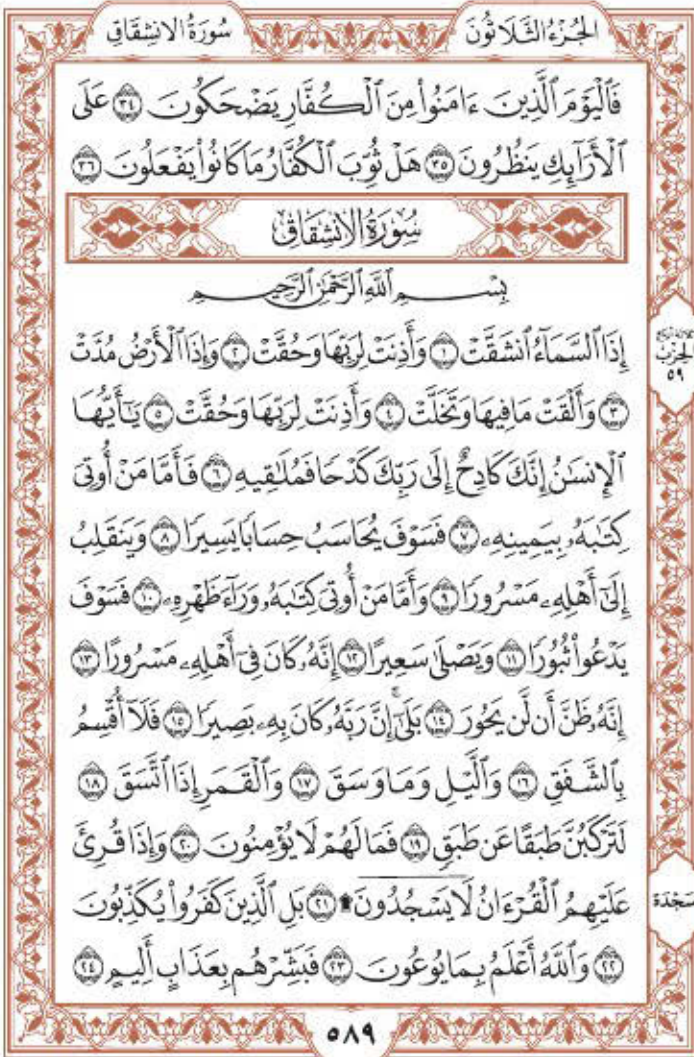 سُورَةُ الانشِقَاقِ
الجُزْءُ الثَّلَاثُونَ
فَٱلْيَوْمَ ٱلَّذِينَ ءَامَنُوا۟ مِنَ ٱلْكُفَّارِ يَضْحَكُونَ ٣٤ عَلَى
ٱلْأَرَآئِكِ يَنظُرُونَ ٣٥ هَلْ ثُوِّبَ ٱلْكُفَّارُ مَا كَانُوا۟ يَفْعَلُونَ ٣٦
سُورَةُ الانشِقَاقِ
بِسْمِ ٱللَّهِ ٱلرَّحْمَٰنِ ٱلرَّحِيمِ
إِذَا ٱلسَّمَآءُ ٱنشَقَّتْ ١ وَأَذِنَتْ لِرَبِّهَا وَحُقَّتْ ٢ وَإِذَا ٱلْأَرْضُ مُدَّتْ
٣ وَأَلْقَتْ مَا فِيهَا وَتَخَلَّتْ ٤ وَأَذِنَتْ لِرَبِّهَا وَحُقَّتْ ٥ يَٰٓأَيُّهَا
ٱلْإِنسَٰنُ إِنَّكَ كَادِحٌ إِلَىٰ رَبِّكَ كَدْحًا فَمُلَٰقِيهِ ٦ فَأَمَّا مَنْ أُوتِىَ
كِتَٰبَهُۥ بِيَمِينِهِۦ ٧ فَسَوْفَ يُحَاسَبُ حِسَابًا يَسِيرًا ٨ وَيَنقَلِبُ
إِلَىٰٓ أَهْلِهِۦ مَسْرُورًا ٩ وَأَمَّا مَنْ أُوتِىَ كِتَٰبَهُۥ وَرَآءَ ظَهْرِهِۦ ١٠ فَسَوْفَ
يَدْعُوا۟ ثُبُورًا ١١ وَيَصْلَىٰ سَعِيرًا ١٢ إِنَّهُۥ كَانَ فِىٓ أَهْلِهِۦ مَسْرُورًا ١٣
إِنَّهُۥ ظَنَّ أَن لَّن يَحُورَ ١٤ بَلَىٰٓۚ إِنَّ رَبَّهُۥ كَانَ بِهِۦ بَصِيرًا ١٥ فَلَآ أُقْسِمُ
بِٱلشَّفَقِ ١٦ وَٱلَّيْلِ وَمَا وَسَقَ ١٧ وَٱلْقَمَرِ إِذَا ٱتَّسَقَ ١٨
لَتَرْكَبُنَّ طَبَقًا عَن طَبَقٍ ١٩ فَمَا لَهُمْ لَا يُؤْمِنُونَ ٢٠ وَإِذَا قُرِئَ
عَلَيْهِمُ ٱلْقُرْءَانُ لَا يَسْجُدُونَ ۩ ٢١ بَلِ ٱلَّذِينَ كَفَرُوا۟ يُكَذِّبُونَ
٢٢ وَٱللَّهُ أَعْلَمُ بِمَا يُوعُونَ ٢٣ فَبَشِّرْهُم بِعَذَابٍ أَلِيمٍ ٢٤
الحِزْبُ
٥٩
سَجْدَة
٥٨٩